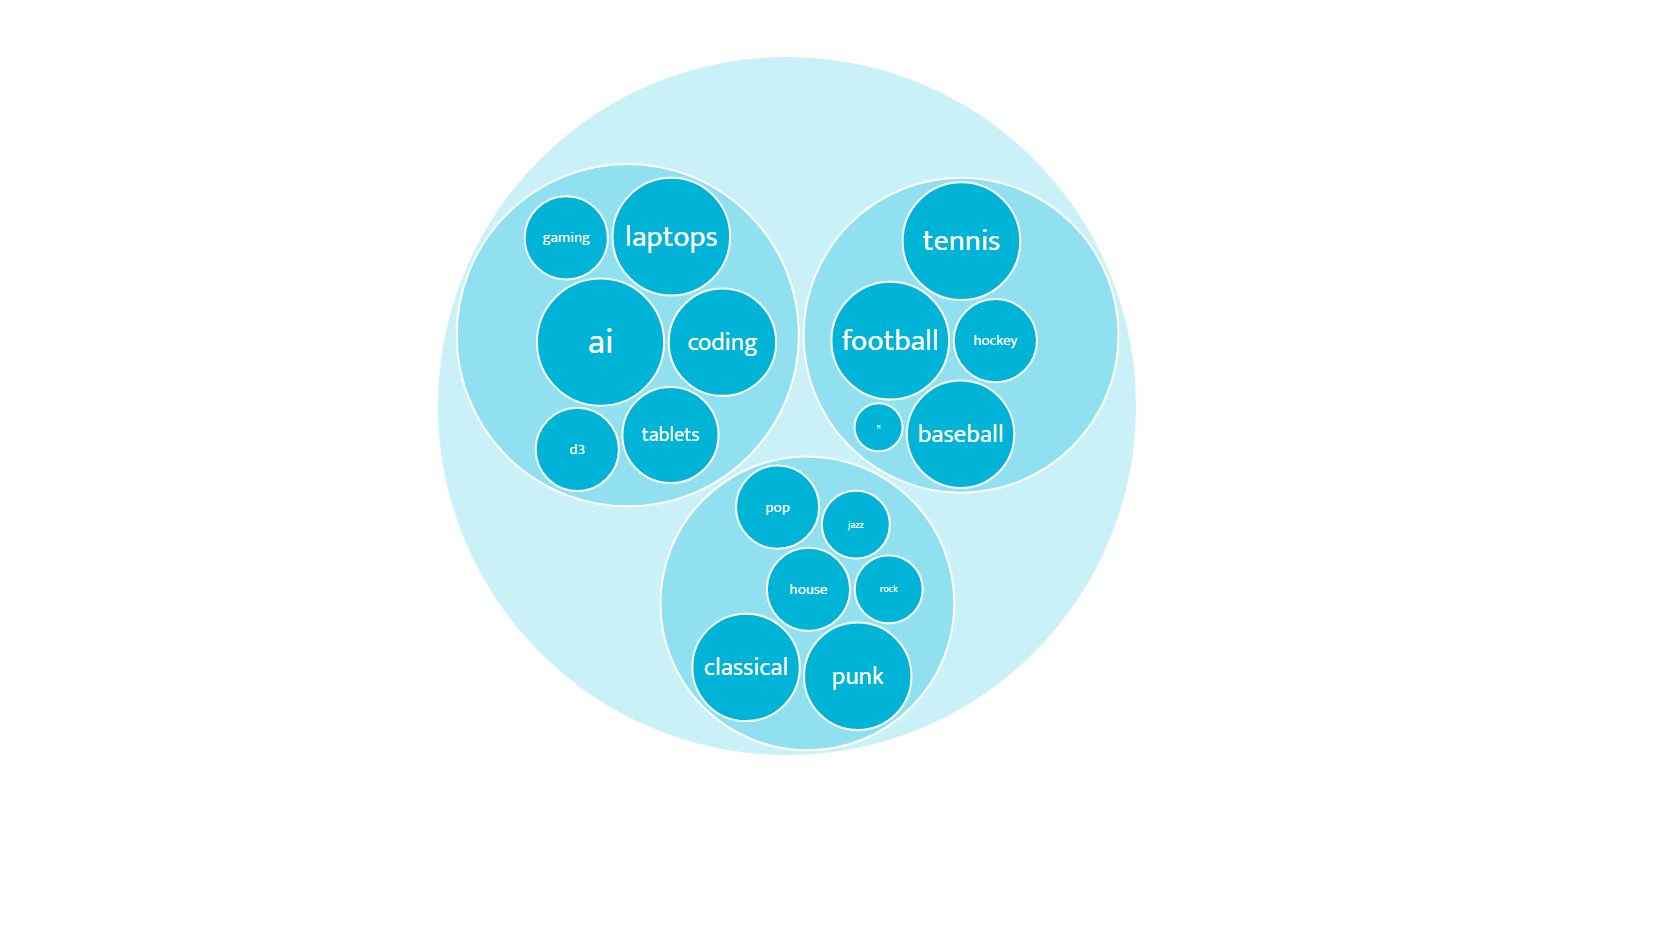 gaming
laptops
ai
coding
d3
tablets
tennis
football
hockey
baseball
pop
jazz
house
rock
classical
punk